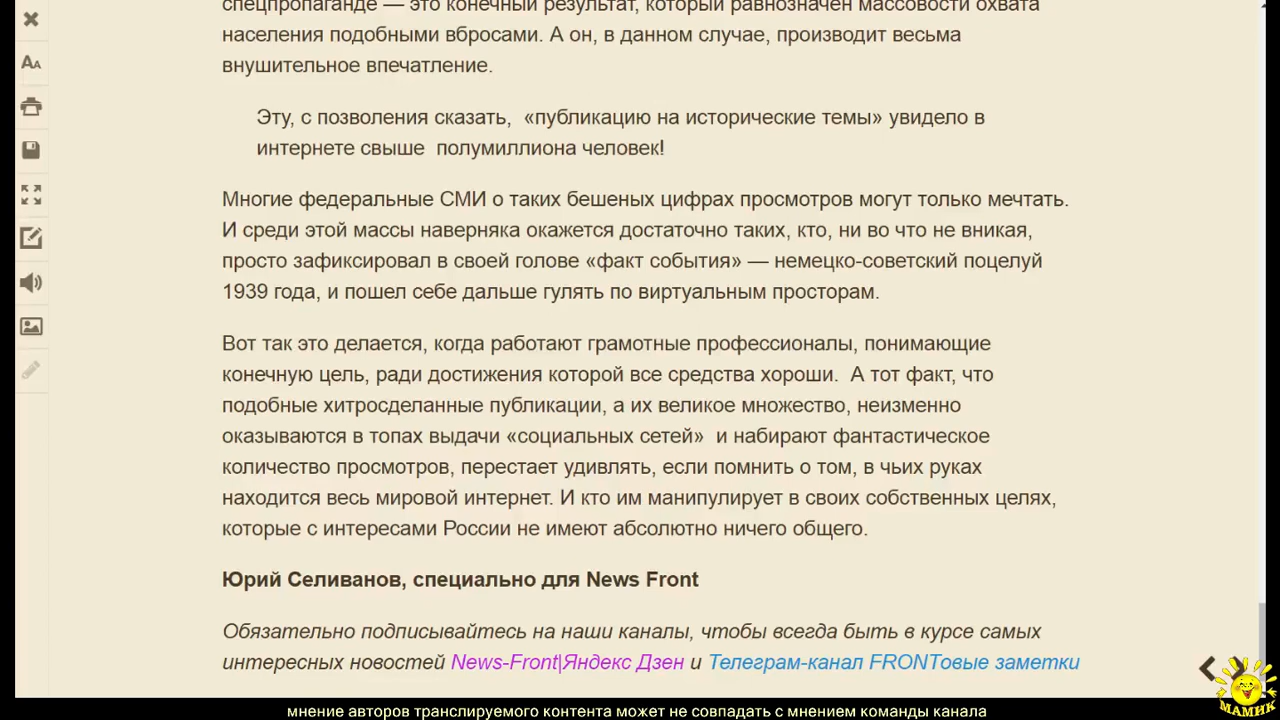 спецпропаганде — это конечный результат, который равнозначен массовости охвата
населения подобными вбросами. А он, в данном случае, производит весьма
внушительное впечатление.
Эту, с позволения сказать,  «публикацию на исторические темы» увидело в
интернете свыше  полумиллиона человек!
Многие федеральные СМИ о таких бешеных цифрах просмотров могут только мечтать.
И среди этой массы наверняка окажется достаточно таких, кто, ни во что не вникая,
просто зафиксировал в своей голове «факт события» — немецко-советский поцелуй
1939 года, и пошел себе дальше гулять по виртуальным просторам.
Вот так это делается, когда работают грамотные профессионалы, понимающие
конечную цель, ради достижения которой все средства хороши.  А тот факт, что
подобные хитросделанные публикации, а их великое множество, неизменно
оказываются в топах выдачи «социальных сетей»  и набирают фантастическое
количество просмотров, перестает удивлять, если помнить о том, в чьих руках
находится весь мировой интернет. И кто им манипулирует в своих собственных целях,
которые с интересами России не имеют абсолютно ничего общего.
Юрий Селиванов, специально для News Front
Обязательно подписывайтесь на наши каналы, чтобы всегда быть в курсе самых
интересных новостей News-Front|Яндекс Дзен и Телеграм-канал FRONTовые заметки
МАМИК
мнение авторов транслируемого контента может не совпадать с мнением команды канала